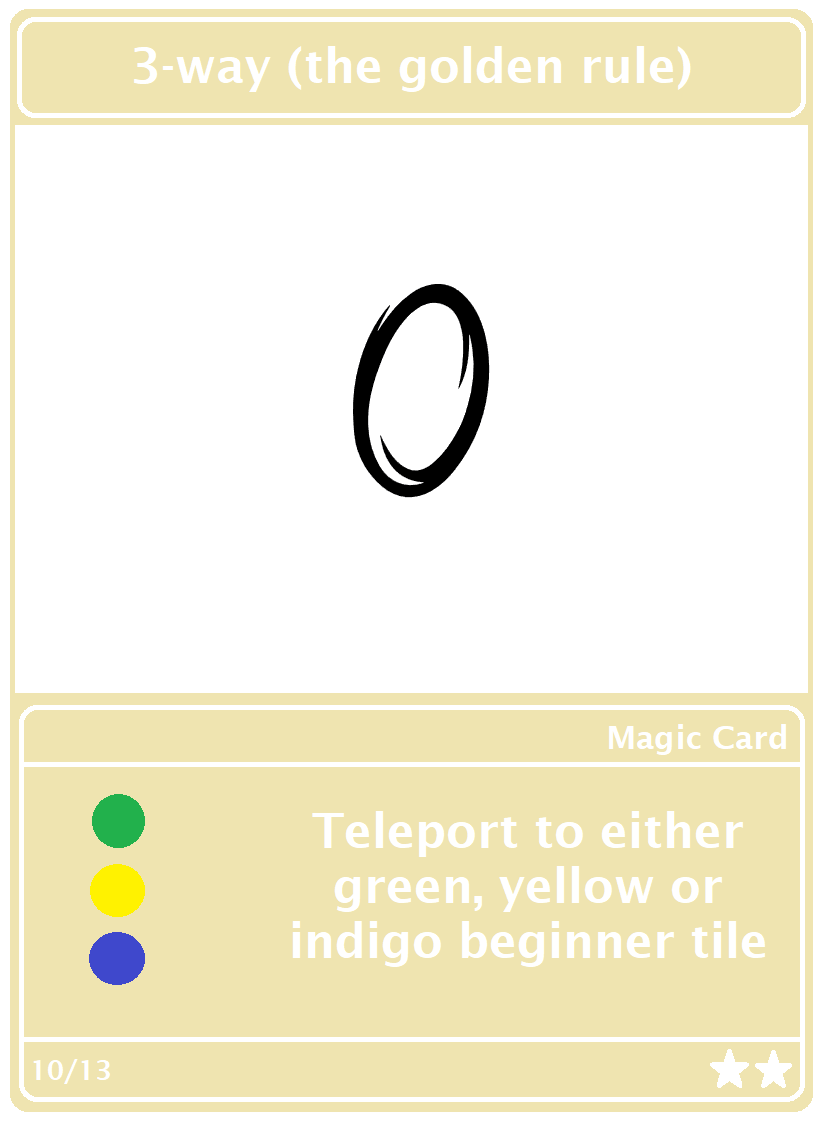 3-way (the golden rule)
Magic Card
Teleport to either
green, yellow or
indigo beginner tile
10/13